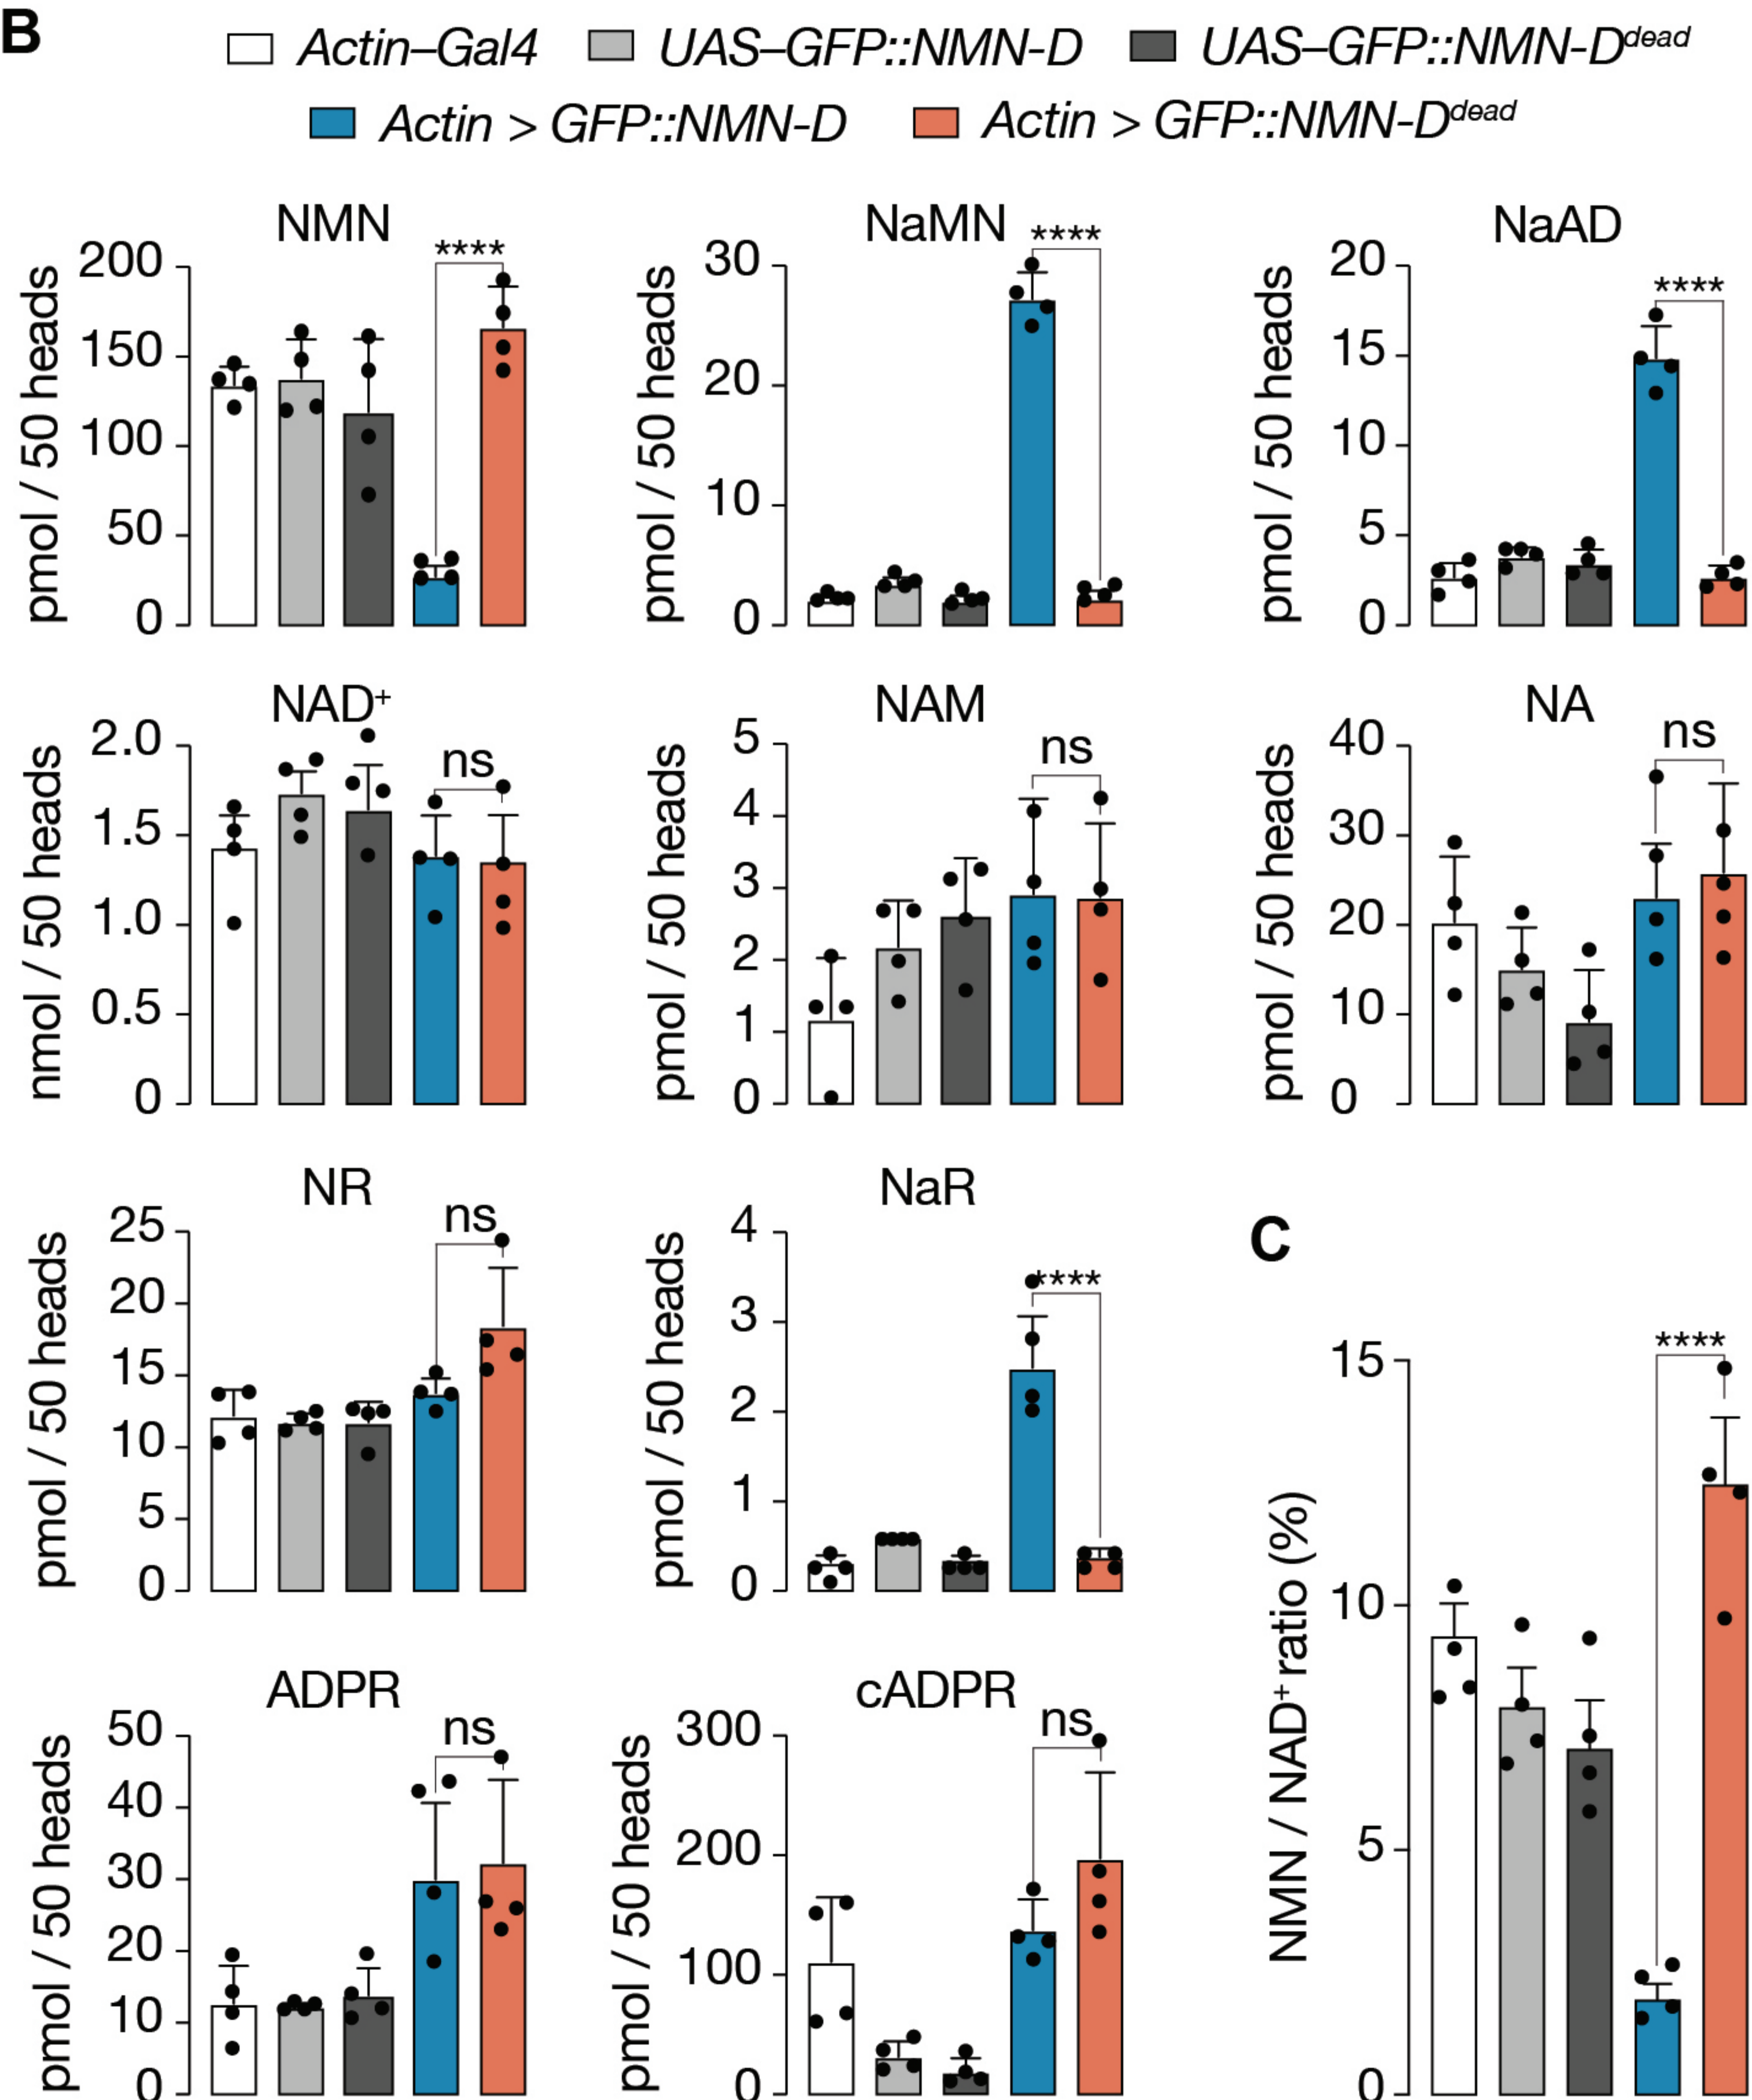 B
Actin–Gal4 UAS–GFP::NMN-D UAS–GFP::NMN-Ddead
Actin > GFP::NMN-D Actin > GFP::NMN-Ddead
NMN
pmol / 50 heads
200
150
100
50
0
****
NaMN
pmol / 50 heads
30
20
10
0
****
NaAD
pmol / 50 heads
20
15
10
5
0
****
NAD+
nmol / 50 heads
2.0
1.5
1.0
0.5
0
ns
NAM
pmol / 50 heads
5
4
3
2
1
0
ns
NA
pmol / 50 heads
40
30
20
10
0
ns
NR
pmol / 50 heads
25
20
15
10
5
0
ns
NaR
pmol / 50 heads
4
3
2
1
0
****
ADPR
pmol / 50 heads
50
40
30
20
10
0
ns
cADPR
pmol / 50 heads
300
200
100
0
ns
C
NMN / NAD+ ratio (%)
15
10
5
0
****